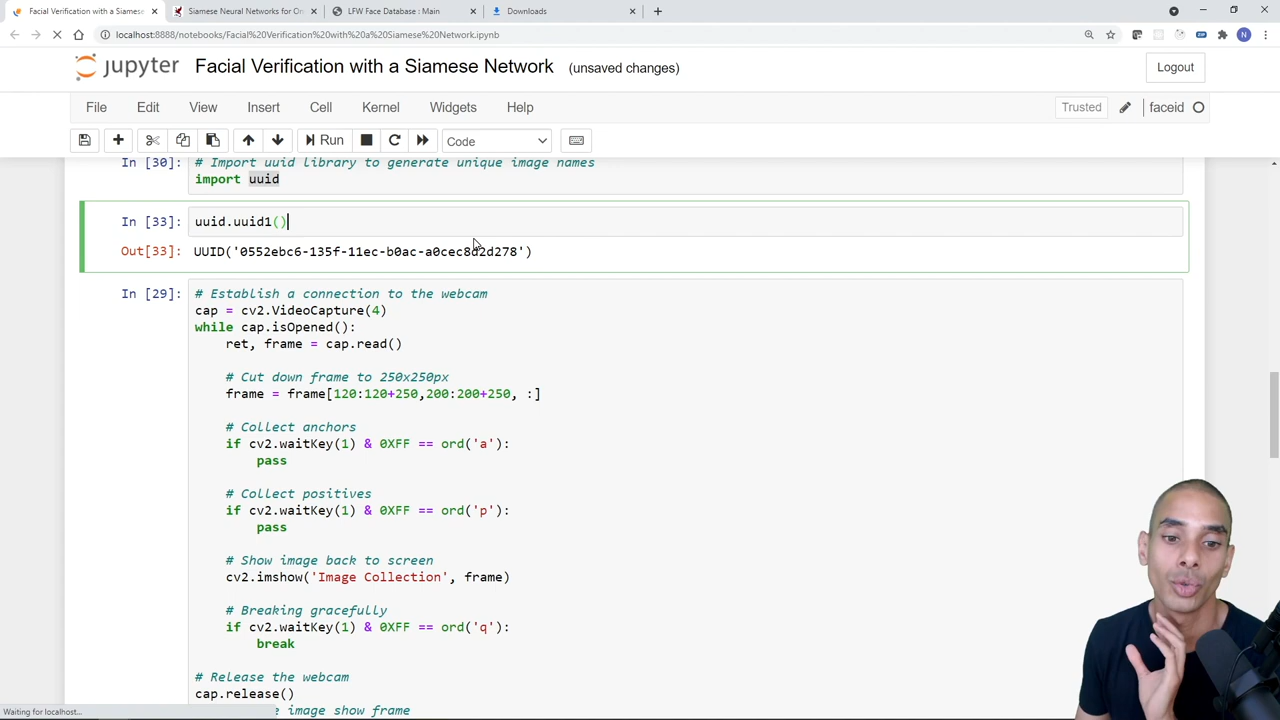 Facial Verification with a Siamese
Siamese Neural Networks for On
LFW Face Database : Main
Downloads
localhost:8888/notebooks/Facial%20Verification%20with%20a%20Siamese%20Network.ipynb
N
jupyter
Facial Verification with a Siamese Network (unsaved changes)
Logout
File Edit View Insert Cell Kernel Widgets Help
Trusted
faceid
Run
Code
In [30]: # Import uuid library to generate unique image names
import uuid
In [33]: uuid.uuid1()
Out[33]: UUID('0552ebc6-135f-11ec-b0ac-a0cec8d2d278')
In [29]: # Establish a connection to the webcam
cap = cv2.VideoCapture(4)
while cap.isOpened():
ret, frame = cap.read()
# Cut down frame to 250x250px
frame = frame[120:120+250,200:200+250, :]
# Collect anchors
if cv2.waitKey(1) & 0XFF == ord('a'):
pass
# Collect positives
if cv2.waitKey(1) & 0XFF == ord('p'):
pass
# Show image back to screen
cv2.imshow('Image Collection', frame)
# Breaking gracefully
if cv2.waitKey(1) & 0XFF == ord('q'):
break
# Release the webcam
cap.release()
image show frame
Waiting for localhost...